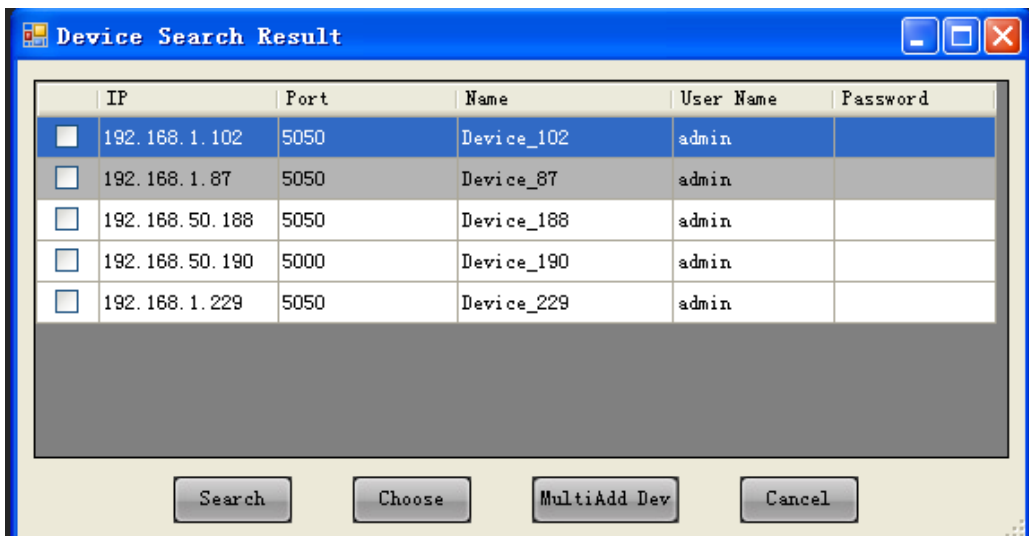 Device Search Result
IP Port Name User Name Password
192.168.1.102 5050 Device_102 admin
192.168.1.87 5050 Device_87 admin
192.168.50.188 5050 Device_188 admin
192.168.50.190 5000 Device_190 admin
192.168.1.229 5050 Device_229 admin
Search Choose MultiAdd Dev Cancel